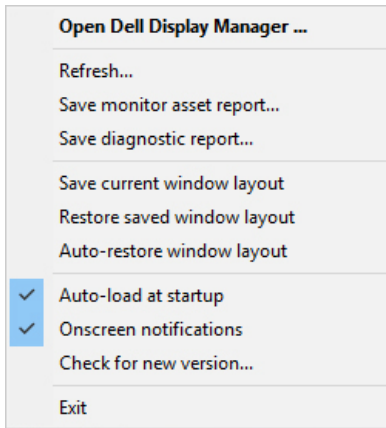 Open Dell Display Manager ...
Refresh...
Save monitor asset report...
Save diagnostic report...
Save current window layout
Restore saved window layout
Auto-restore window layout
Auto-load at startup
Onscreen notifications
Check for new version...
Exit